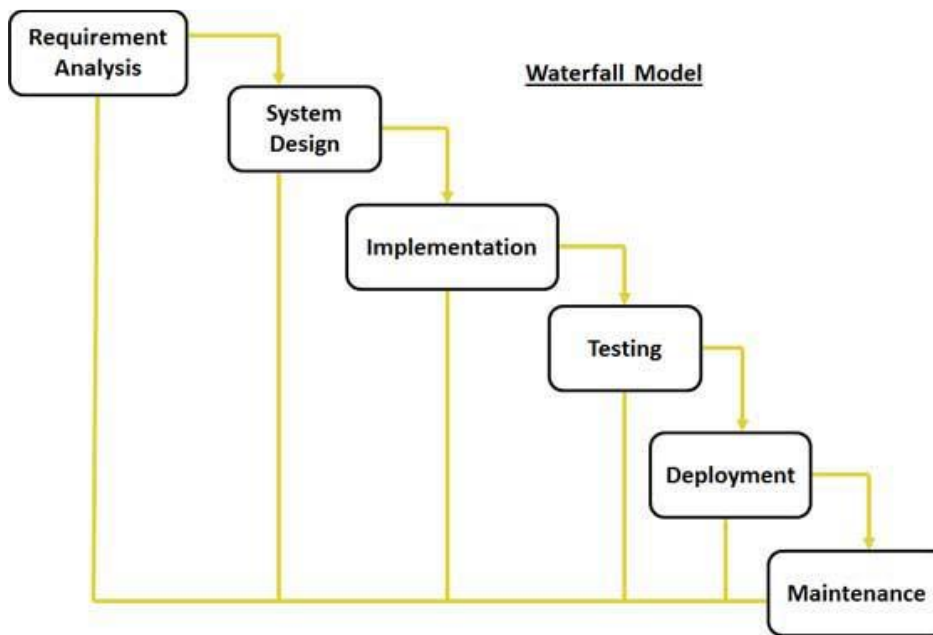 Requirement
Analysis
Waterfall Model
System
Design
Implementation
Testing
Deployment
Maintenance